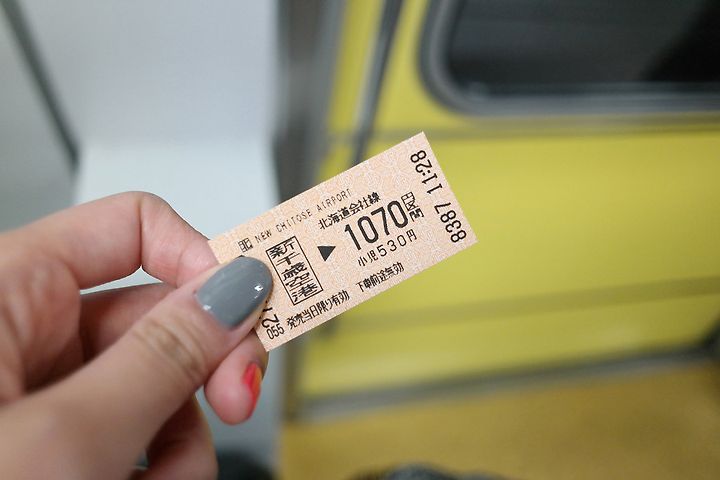 北 NEW CHITOSE AIRPORT
北海道会社線
新千歳空港 ▶ 1070円区間
小児530円
発売当日限り有効 下車前途無効
055
8387 11:28